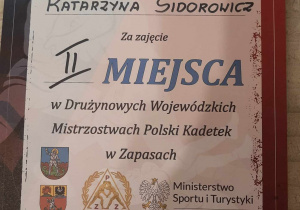 KATARZYNA SIDOROWICZ
Za zajęcie
II MIEJSCA
w Drużynowych Wojewódzkich
Mistrzostwach Polski Kadetek
w Zapasach
Ministerstwo
Sportu i Turystyki